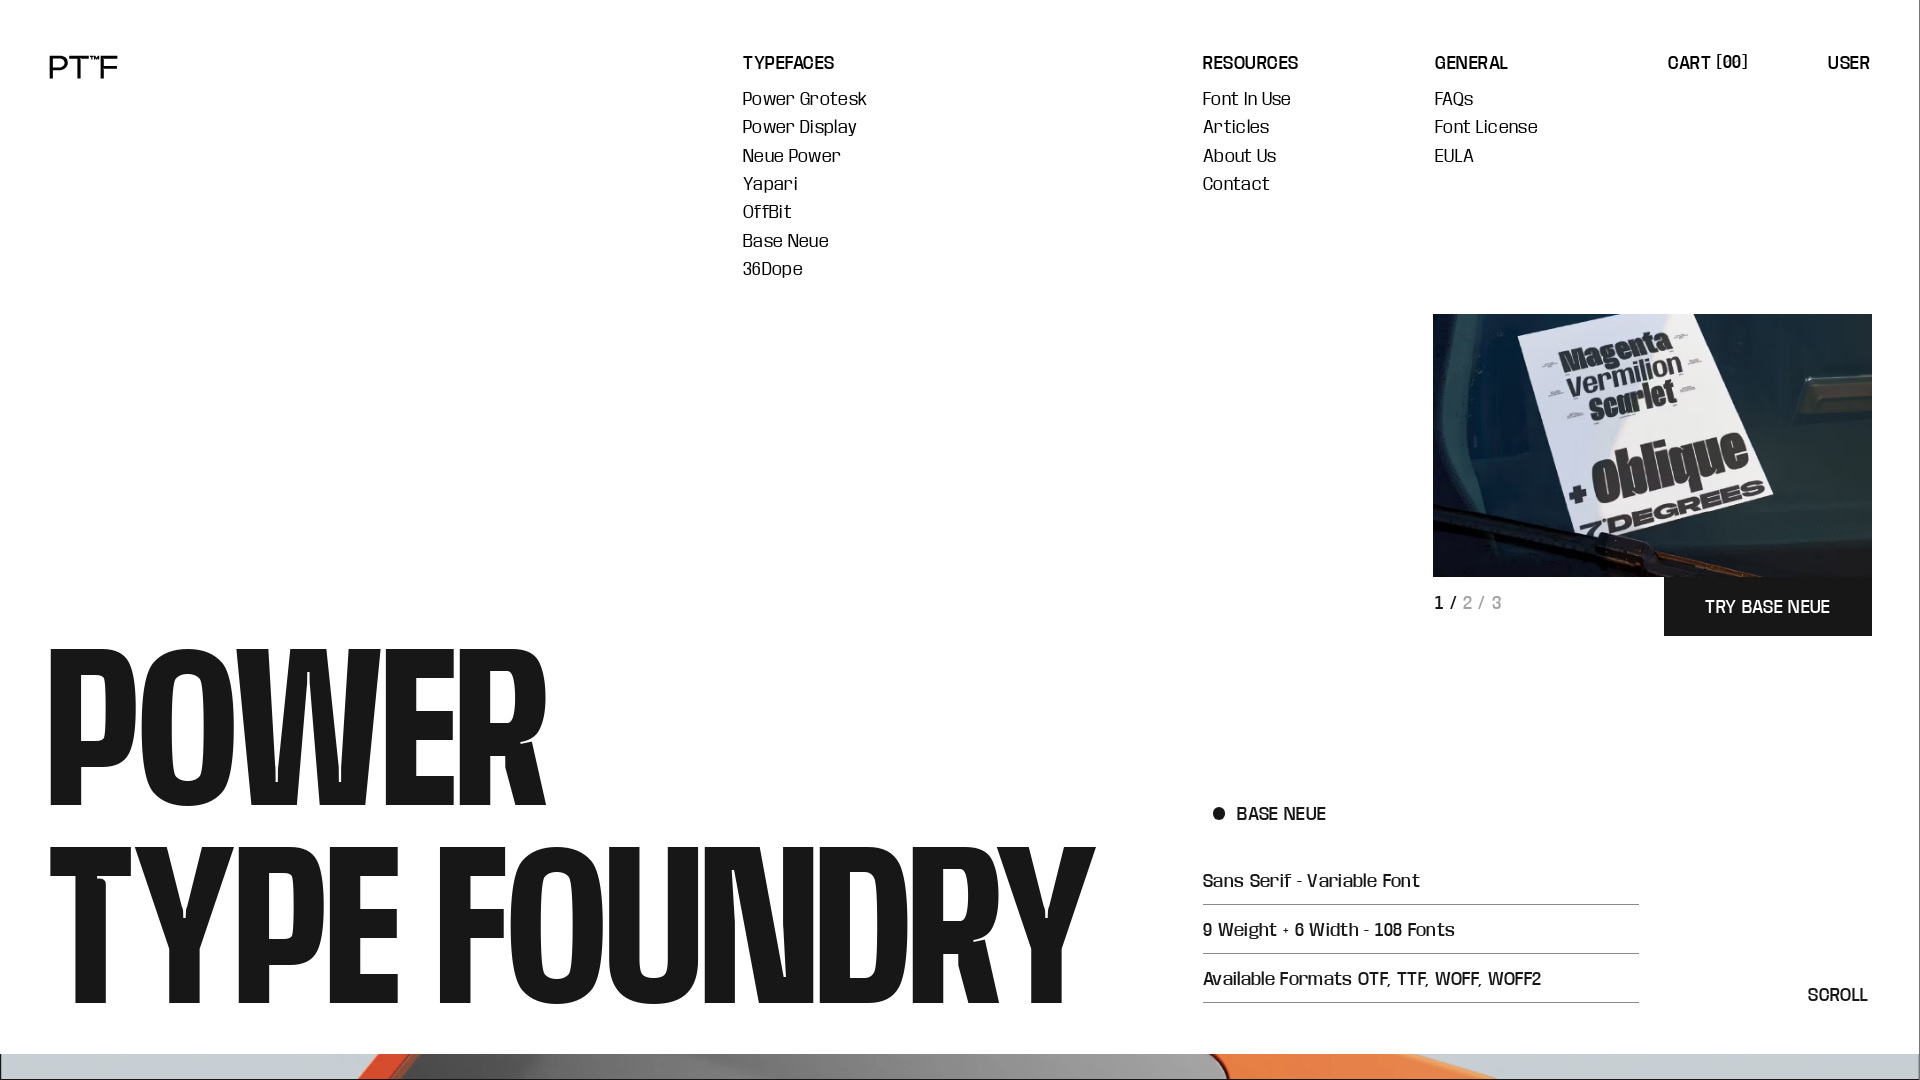 PT™F
TYPEFACES
Power Grotesk
Power Display
Neue Power
Yapari
OffBit
Base Neue
36Dope
RESOURCES
Font In Use
Articles
About Us
Contact
GENERAL
FAQs
Font License
EULA
CART [00]
USER
Magenta
Vermilion
Scarlet
+ Oblique
7°DEGREES
1 / 2 / 3
TRY BASE NEUE
POWER
TYPE FOUNDRY
BASE NEUE
Sans Serif - Variable Font
9 Weight + 6 Width - 108 Fonts
Available Formats OTF, TTF, WOFF, WOFF2
SCROLL